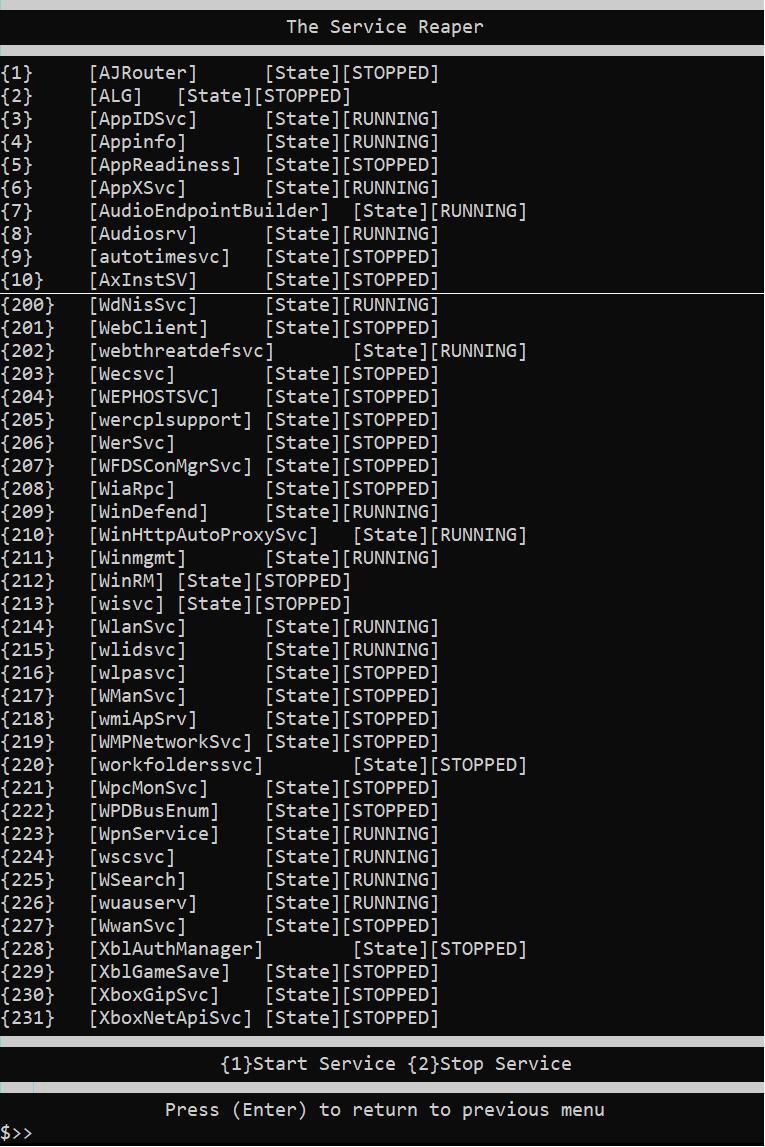 The Service Reaper
{1} [AJRouter] [State][STOPPED]
{2} [ALG] [State][STOPPED]
{3} [AppIDSvc] [State][RUNNING]
{4} [Appinfo] [State][RUNNING]
{5} [AppReadiness] [State][STOPPED]
{6} [AppXSvc] [State][RUNNING]
{7} [AudioEndpointBuilder] [State][RUNNING]
{8} [Audiosrv] [State][RUNNING]
{9} [autotimesvc] [State][STOPPED]
{10} [AxInstSV] [State][STOPPED]
{200} [WdNisSvc] [State][RUNNING]
{201} [WebClient] [State][STOPPED]
{202} [webthreatdefsvc] [State][RUNNING]
{203} [Wecsvc] [State][STOPPED]
{204} [WEPHOSTSVC] [State][STOPPED]
{205} [wercplsupport] [State][STOPPED]
{206} [WerSvc] [State][STOPPED]
{207} [WFDSConMgrSvc] [State][STOPPED]
{208} [WiaRpc] [State][STOPPED]
{209} [WinDefend] [State][RUNNING]
{210} [WinHttpAutoProxySvc] [State][RUNNING]
{211} [Winmgmt] [State][RUNNING]
{212} [WinRM] [State][STOPPED]
{213} [wisvc] [State][STOPPED]
{214} [WlanSvc] [State][RUNNING]
{215} [wlidsvc] [State][RUNNING]
{216} [wlpasvc] [State][STOPPED]
{217} [WManSvc] [State][STOPPED]
{218} [wmiApSrv] [State][STOPPED]
{219} [WMPNetworkSvc] [State][STOPPED]
{220} [workfolderssvc] [State][STOPPED]
{221} [WpcMonSvc] [State][STOPPED]
{222} [WPDBusEnum] [State][STOPPED]
{223} [WpnService] [State][RUNNING]
{224} [wscsvc] [State][RUNNING]
{225} [WSearch] [State][RUNNING]
{226} [wuauserv] [State][RUNNING]
{227} [WwanSvc] [State][STOPPED]
{228} [XblAuthManager] [State][STOPPED]
{229} [XblGameSave] [State][STOPPED]
{230} [XboxGipSvc] [State][STOPPED]
{231} [XboxNetApiSvc] [State][STOPPED]
{1}Start Service {2}Stop Service
Press (Enter) to return to previous menu
$>>